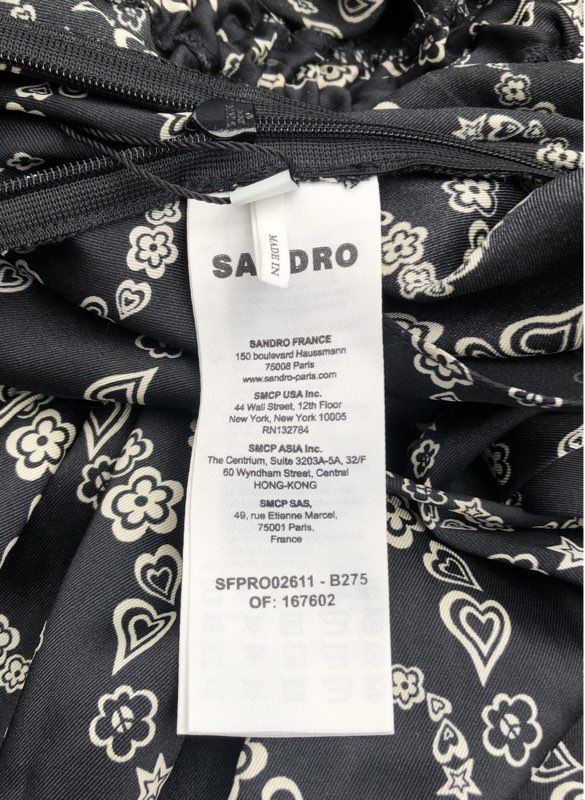 MADE IN
SANDRO
SANDRO FRANCE
150 boulevard Haussmann
75008 Paris
www.sandro-paris.com
SMCP USA Inc.
44 Wall Street, 12th Floor
New York, New York 10005
RN132784
SMCP ASIA Inc.
The Centrium, Suite 3203A-5A, 32/F
60 Wyndham Street, Central
HONG-KONG
SMCP SAS,
49, rue Etienne Marcel,
75001 Paris,
France
SFPRO02611 - B275
OF: 167602